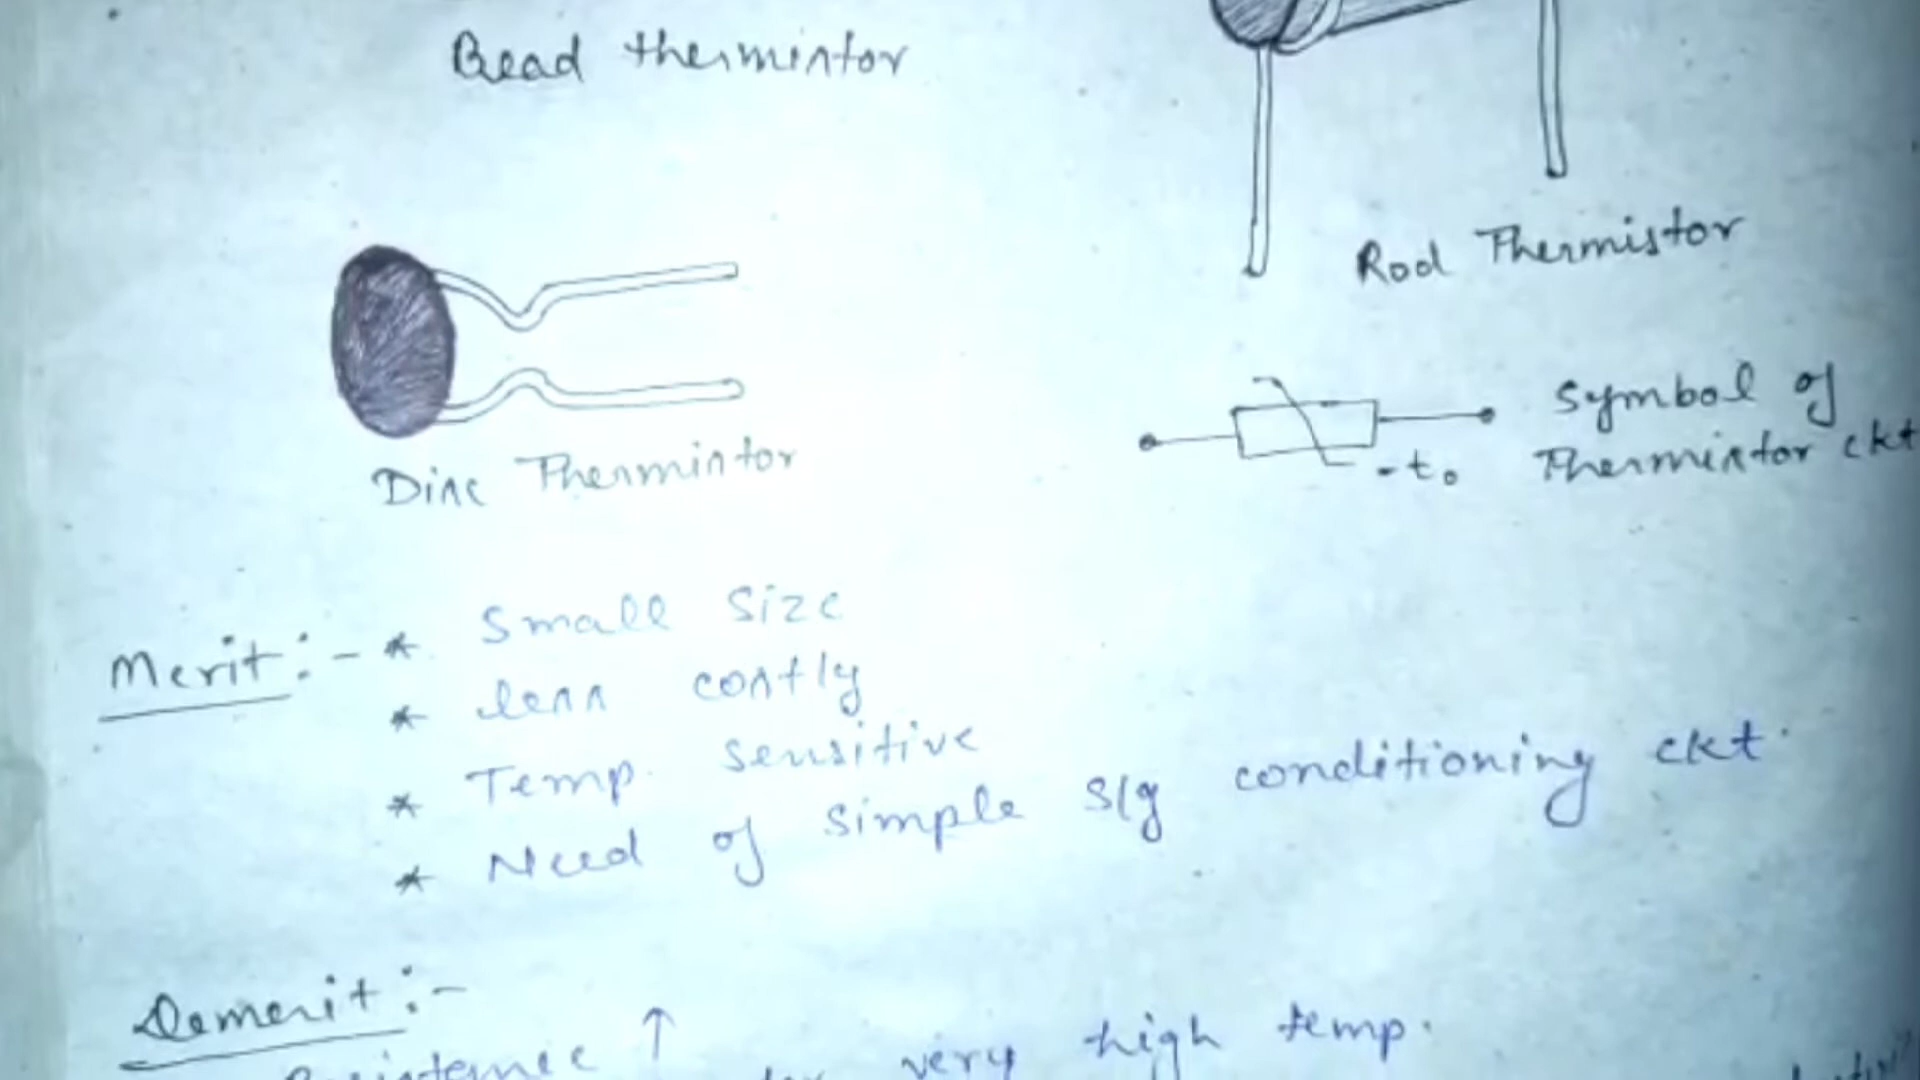 Bead thermistor
Rod Thermistor
Disc Thermistor
-t₀
Symbol of
Thermistor ckt
Merit :- * Small Size
* less costly
* Temp. sensitive
* Need of simple s/g conditioning ckt.
Demerit :-
Resistance ↑
very high temp.